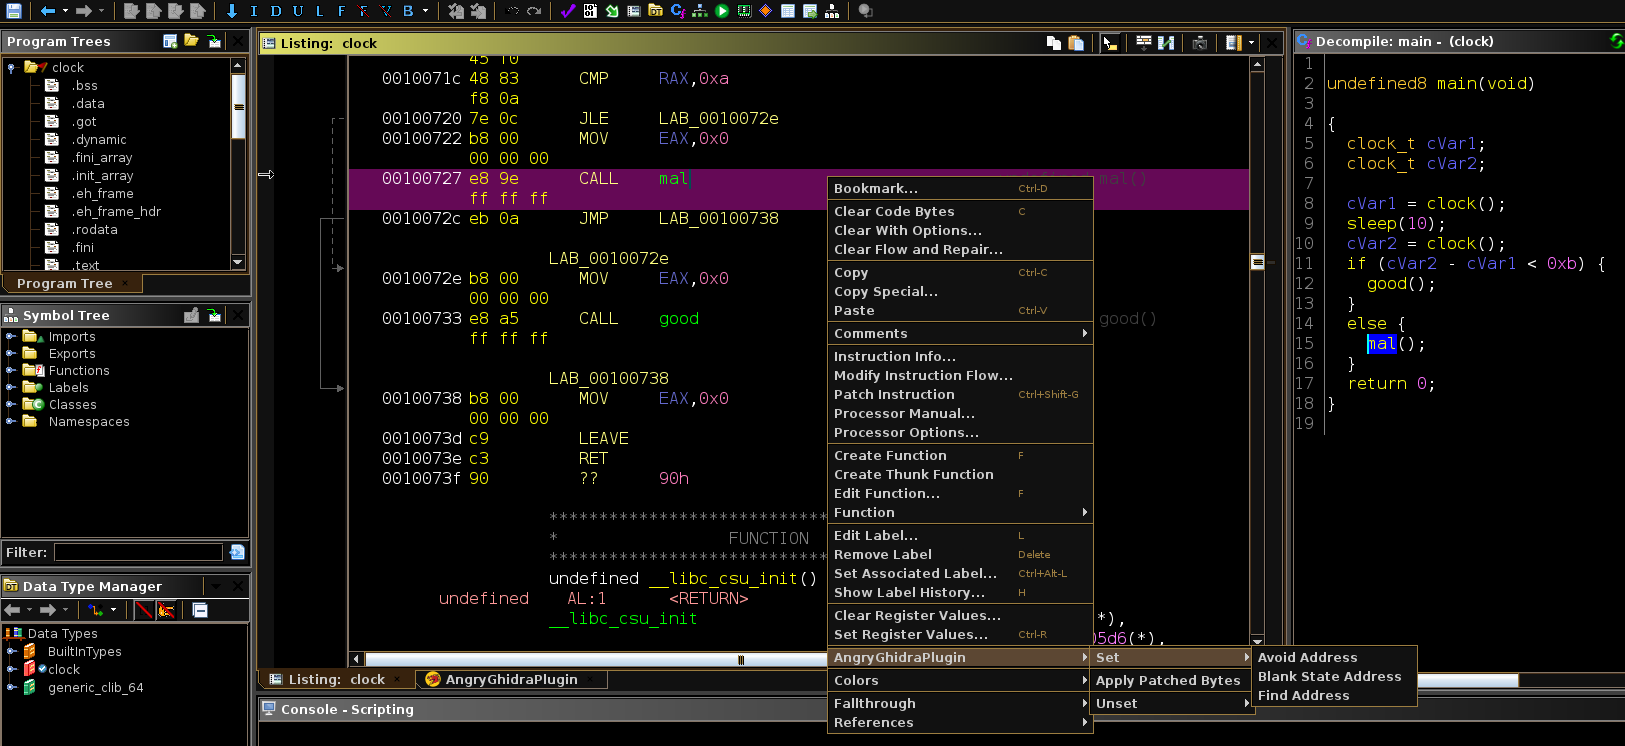 I D U L F F V B
Program Trees
clock
.bss
.data
.got
.dynamic
.fini_array
.init_array
.eh_frame
.eh_frame_hdr
.rodata
.fini
.text
Program Tree ×
Symbol Tree
Imports
Exports
Functions
Labels
Classes
Namespaces
Filter:
Data Type Manager
Data Types
BuiltInTypes
clock
generic_clib_64
Listing: clock
45 f0
0010071c 48 83 CMP RAX,0xa
f8 0a
00100720 7e 0c JLE LAB_0010072e
00100722 b8 00 MOV EAX,0x0
00 00 00
00100727 e8 9e CALL mal undefined mal()
ff ff ff
0010072c eb 0a JMP LAB_00100738
LAB_0010072e
0010072e b8 00 MOV EAX,0x0
00 00 00
00100733 e8 a5 CALL good good()
ff ff ff
LAB_00100738
00100738 b8 00 MOV EAX,0x0
00 00 00
0010073d c9 LEAVE
0010073e c3 RET
0010073f 90 ?? 90h
****************************
* FUNCTION
****************************
undefined __libc_csu_init()
undefined AL:1 <RETURN>
__libc_csu_init *),
05d6(*),
Listing: clock ×
AngryGhidraPlugin ×
Console - Scripting
Bookmark... Ctrl-D
Clear Code Bytes C
Clear With Options...
Clear Flow and Repair...
Copy Ctrl-C
Copy Special...
Paste Ctrl-V
Comments
Instruction Info...
Modify Instruction Flow...
Patch Instruction Ctrl+Shift-G
Processor Manual...
Processor Options...
Create Function F
Create Thunk Function
Edit Function... F
Function
Edit Label... L
Remove Label Delete
Set Associated Label... Ctrl+Alt-L
Show Label History... H
Clear Register Values...
Set Register Values... Ctrl-R
AngryGhidraPlugin
Colors
Fallthrough
References
Set
Apply Patched Bytes
Unset
Avoid Address
Blank State Address
Find Address
Decompile: main - (clock)
1
2 undefined8 main(void)
3
4 {
5 clock_t cVar1;
6 clock_t cVar2;
7
8 cVar1 = clock();
9 sleep(10);
10 cVar2 = clock();
11 if (cVar2 - cVar1 < 0xb) {
12 good();
13 }
14 else {
15 mal();
16 }
17 return 0;
18 }
19